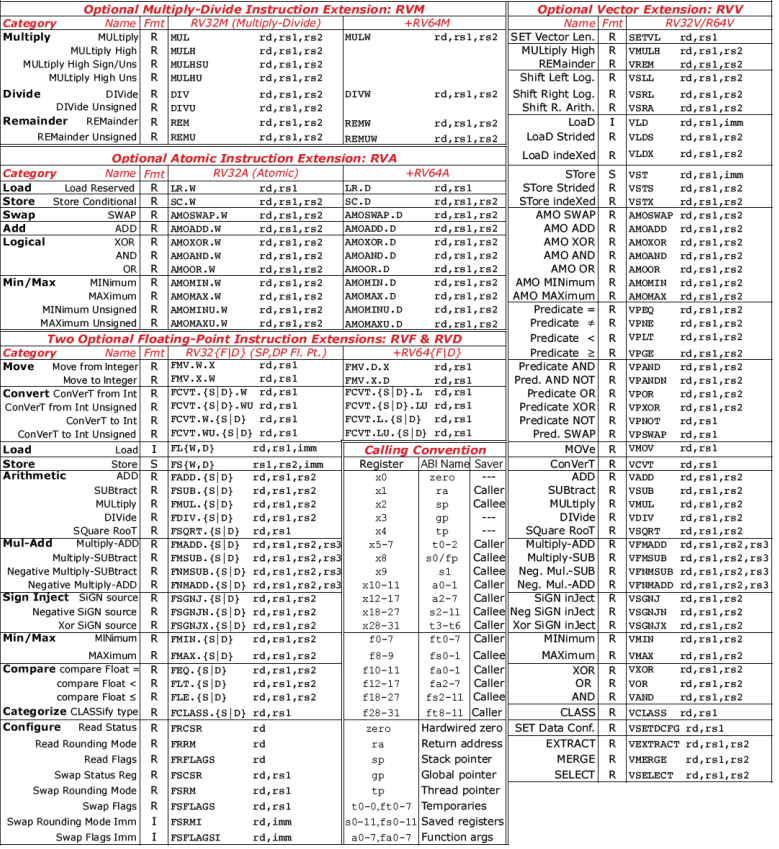 Optional Multiply-Divide Instruction Extension: RVM
Category Name Fmt RV32M (Multiply-Divide) +RV64M
Multiply MULtiply R MUL rd,rs1,rs2 MULW rd,rs1,rs2
MULtiply High R MULH rd,rs1,rs2
MULtiply High Sign/Uns R MULHSU rd,rs1,rs2
MULtiply High Uns R MULHU rd,rs1,rs2
Divide DIVide R DIV rd,rs1,rs2 DIVW rd,rs1,rs2
DIVide Unsigned R DIVU rd,rs1,rs2
Remainder REMainder R REM rd,rs1,rs2 REMW rd,rs1,rs2
REMainder Unsigned R REMU rd,rs1,rs2 REMUW rd,rs1,rs2
Optional Atomic Instruction Extension: RVA
Category Name Fmt RV32A (Atomic) +RV64A
Load Load Reserved R LR.W rd,rs1 LR.D rd,rs1
Store Store Conditional R SC.W rd,rs1,rs2 SC.D rd,rs1,rs2
Swap SWAP R AMOSWAP.W rd,rs1,rs2 AMOSWAP.D rd,rs1,rs2
Add ADD R AMOADD.W rd,rs1,rs2 AMOADD.D rd,rs1,rs2
Logical XOR R AMOXOR.W rd,rs1,rs2 AMOXOR.D rd,rs1,rs2
AND R AMOAND.W rd,rs1,rs2 AMOAND.D rd,rs1,rs2
OR R AMOOR.W rd,rs1,rs2 AMOOR.D rd,rs1,rs2
Min/Max MINimum R AMOMIN.W rd,rs1,rs2 AMOMIN.D rd,rs1,rs2
MAXimum R AMOMAX.W rd,rs1,rs2 AMOMAX.D rd,rs1,rs2
MINimum Unsigned R AMOMINU.W rd,rs1,rs2 AMOMINU.D rd,rs1,rs2
MAXimum Unsigned R AMOMAXU.W rd,rs1,rs2 AMOMAXU.D rd,rs1,rs2
Two Optional Floating-Point Instruction Extensions: RVF & RVD
Category Name Fmt RV32{F|D} (SP,DP Fl. Pt.) +RV64{F|D}
Move Move from Integer R FMV.W.X rd,rs1 FMV.D.X rd,rs1
Move to Integer R FMV.X.W rd,rs1 FMV.X.D rd,rs1
Convert ConVerT from Int R FCVT.{S|D}.W rd,rs1 FCVT.{S|D}.L rd,rs1
ConVerT from Int Unsigned R FCVT.{S|D}.WU rd,rs1 FCVT.{S|D}.LU rd,rs1
ConVerT to Int R FCVT.W.{S|D} rd,rs1 FCVT.L.{S|D} rd,rs1
ConVerT to Int Unsigned R FCVT.WU.{S|D} rd,rs1 FCVT.LU.{S|D} rd,rs1
Load Load I FL{W,D} rd,rs1,imm
Store Store S FS{W,D} rs1,rs2,imm
Arithmetic ADD R FADD.{S|D} rd,rs1,rs2
SUBtract R FSUB.{S|D} rd,rs1,rs2
MULtiply R FMUL.{S|D} rd,rs1,rs2
DIVide R FDIV.{S|D} rd,rs1,rs2
SQuare RooT R FSQRT.{S|D} rd,rs1
Mul-Add Multiply-ADD R FMADD.{S|D} rd,rs1,rs2,rs3
Multiply-SUBtract R FMSUB.{S|D} rd,rs1,rs2,rs3
Negative Multiply-SUBtract R FNMSUB.{S|D} rd,rs1,rs2,rs3
Negative Multiply-ADD R FNMADD.{S|D} rd,rs1,rs2,rs3
Sign Inject SiGN source R FSGNJ.{S|D} rd,rs1,rs2
Negative SiGN source R FSGNJN.{S|D} rd,rs1,rs2
Xor SiGN source R FSGNJX.{S|D} rd,rs1,rs2
Min/Max MINimum R FMIN.{S|D} rd,rs1,rs2
MAXimum R FMAX.{S|D} rd,rs1,rs2
Compare compare Float = R FEQ.{S|D} rd,rs1,rs2
compare Float < R FLT.{S|D} rd,rs1,rs2
compare Float ≤ R FLE.{S|D} rd,rs1,rs2
Categorize CLASSify type R FCLASS.{S|D} rd,rs1
Configure Read Status R FRCSR rd
Read Rounding Mode R FRRM rd
Read Flags R FRFLAGS rd
Swap Status Reg R FSCSR rd,rs1
Swap Rounding Mode R FSRM rd,rs1
Swap Flags R FSFLAGS rd,rs1
Swap Rounding Mode Imm I FSRMI rd,imm
Swap Flags Imm I FSFLAGSI rd,imm
Calling Convention
Register ABI Name Saver
x0 zero ---
x1 ra Caller
x2 sp Callee
x3 gp ---
x4 tp ---
x5-7 t0-2 Caller
x8 s0/fp Callee
x9 s1 Callee
x10-11 a0-1 Caller
x12-17 a2-7 Caller
x18-27 s2-11 Callee
x28-31 t3-t6 Caller
f0-7 ft0-7 Caller
f8-9 fs0-1 Callee
f10-11 fa0-1 Caller
f12-17 fa2-7 Caller
f18-27 fs2-11 Callee
f28-31 ft8-11 Caller
zero Hardwired zero
ra Return address
sp Stack pointer
gp Global pointer
tp Thread pointer
t0-0,ft0-7 Temporaries
s0-11,fs0-11 Saved registers
a0-7,fa0-7 Function args
Optional Vector Extension: RVV
Name Fmt RV32V/R64V
SET Vector Len. R SETVL rd,rs1
MULtiply High R VMULH rd,rs1,rs2
REMainder R VREM rd,rs1,rs2
Shift Left Log. R VSLL rd,rs1,rs2
Shift Right Log. R VSRL rd,rs1,rs2
Shift R. Arith. R VSRA rd,rs1,rs2
LoaD I VLD rd,rs1,imm
LoaD Strided R VLDS rd,rs1,rs2
LoaD indeXed R VLDX rd,rs1,rs2
STore S VST rd,rs1,imm
STore Strided R VSTS rd,rs1,rs2
STore indeXed R VSTX rd,rs1,rs2
AMO SWAP R AMOSWAP rd,rs1,rs2
AMO ADD R AMOADD rd,rs1,rs2
AMO XOR R AMOXOR rd,rs1,rs2
AMO AND R AMOAND rd,rs1,rs2
AMO OR R AMOOR rd,rs1,rs2
AMO MINimum R AMOMIN rd,rs1,rs2
AMO MAXimum R AMOMAX rd,rs1,rs2
Predicate = R VPEQ rd,rs1,rs2
Predicate ≠ R VPNE rd,rs1,rs2
Predicate < R VPLT rd,rs1,rs2
Predicate ≥ R VPGE rd,rs1,rs2
Predicate AND R VPAND rd,rs1,rs2
Pred. AND NOT R VPANDN rd,rs1,rs2
Predicate OR R VPOR rd,rs1,rs2
Predicate XOR R VPXOR rd,rs1,rs2
Predicate NOT R VPNOT rd,rs1
Pred. SWAP R VPSWAP rd,rs1
MOVe R VMOV rd,rs1
ConVerT R VCVT rd,rs1
ADD R VADD rd,rs1,rs2
SUBtract R VSUB rd,rs1,rs2
MULtiply R VMUL rd,rs1,rs2
DIVide R VDIV rd,rs1,rs2
SQuare RooT R VSQRT rd,rs1,rs2
Multiply-ADD R VFMADD rd,rs1,rs2,rs3
Multiply-SUB R VFMSUB rd,rs1,rs2,rs3
Neg. Mul.-SUB R VFNMSUB rd,rs1,rs2,rs3
Neg. Mul.-ADD R VFNMADD rd,rs1,rs2,rs3
SiGN inJect R VSGNJ rd,rs1,rs2
Neg SiGN inJect R VSGNJN rd,rs1,rs2
Xor SiGN inJect R VSGNJX rd,rs1,rs2
MINimum R VMIN rd,rs1,rs2
MAXimum R VMAX rd,rs1,rs2
XOR R VXOR rd,rs1,rs2
OR R VOR rd,rs1,rs2
AND R VAND rd,rs1,rs2
CLASS R VCLASS rd,rs1
SET Data Conf. R VSETDCFG rd,rs1
EXTRACT R VEXTRACT rd,rs1,rs2
MERGE R VMERGE rd,rs1,rs2
SELECT R VSELECT rd,rs1,rs2